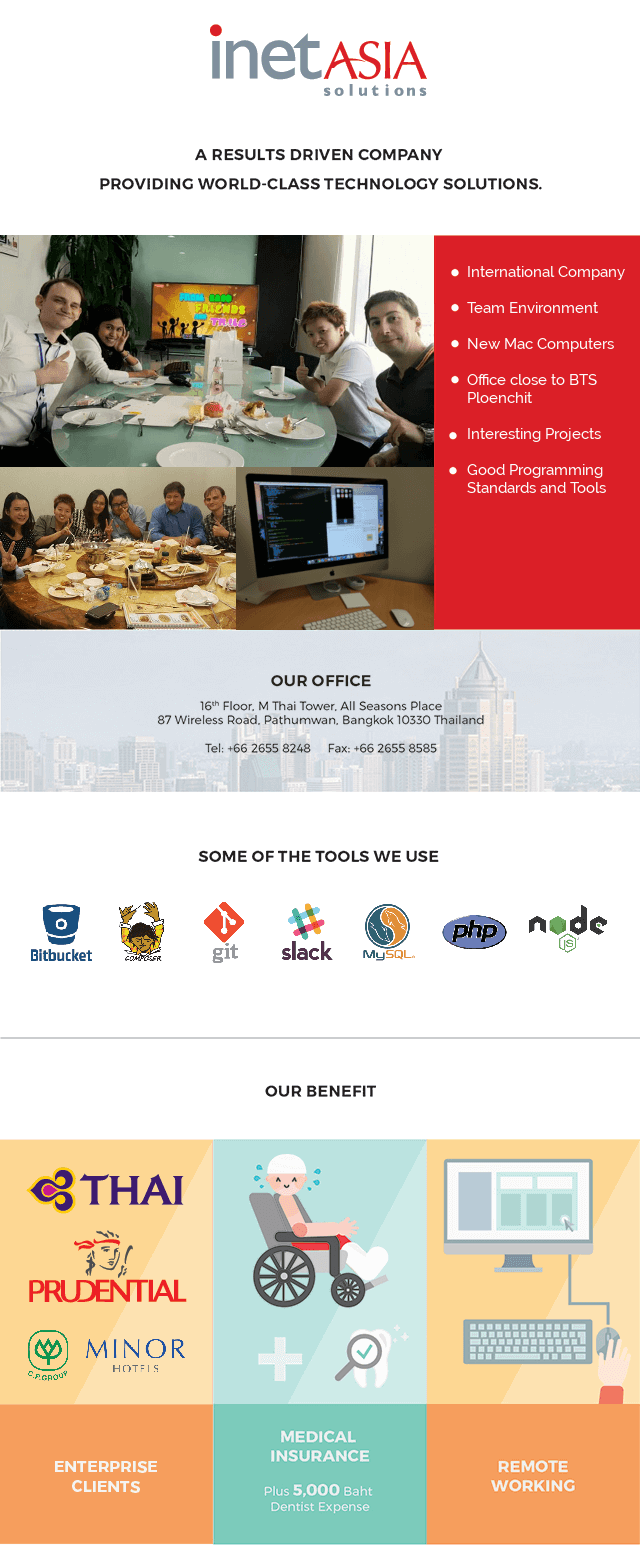 inetASIA
solutions
A RESULTS DRIVEN COMPANY
PROVIDING WORLD-CLASS TECHNOLOGY SOLUTIONS.
International Company
Team Environment
New Mac Computers
Office close to BTS
Ploenchit
Interesting Projects
Good Programming
Standards and Tools
OUR OFFICE
16th Floor, M Thai Tower, All Seasons Place
87 Wireless Road, Pathumwan, Bangkok 10330 Thailand
Tel: +66 2655 8248 Fax: +66 2655 8585
SOME OF THE TOOLS WE USE
Bitbucket
COMPOSER
git
slack
MySQL
php
node
JS
OUR BENEFIT
THAI
PRUDENTIAL
C.P.GROUP
MINOR
HOTELS
ENTERPRISE
CLIENTS
MEDICAL
INSURANCE
Plus 5,000 Baht
Dentist Expense
REMOTE
WORKING